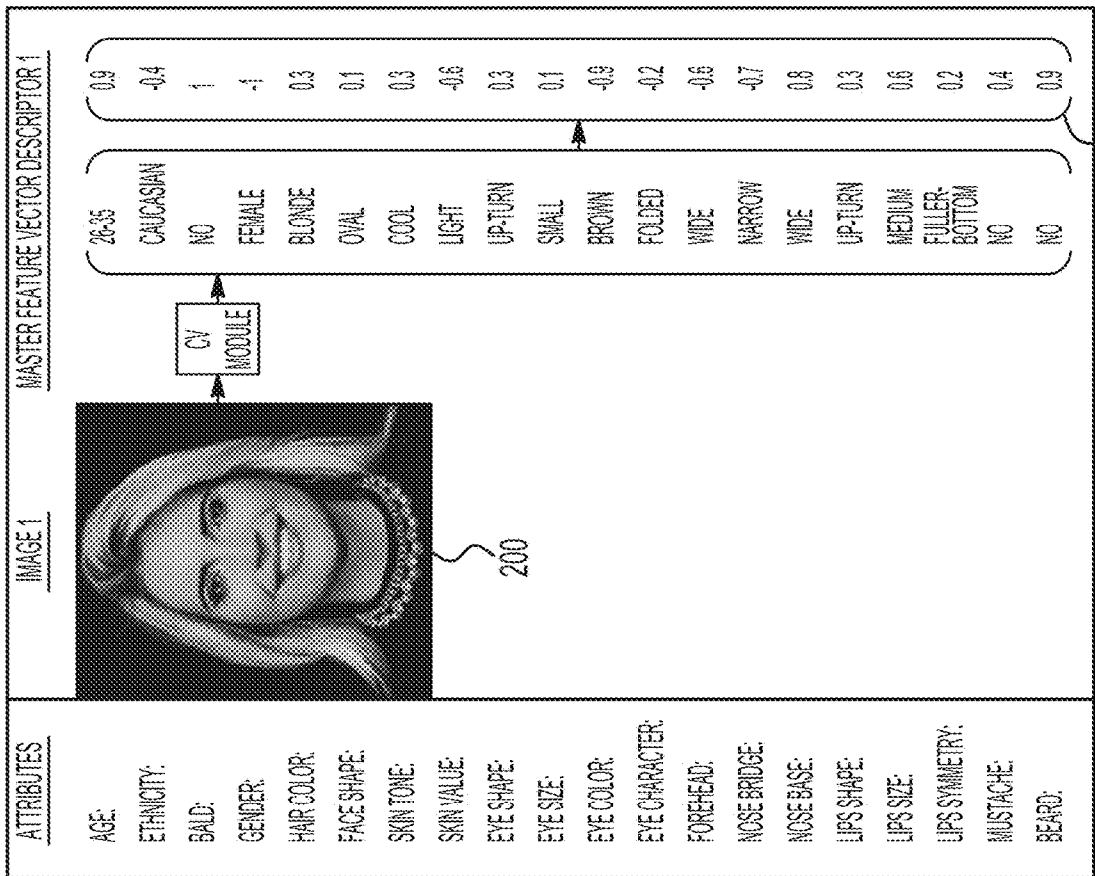 ATTRIBUTES IMAGE 1 MASTER FEATURE VECTOR DESCRIPTOR 1
AGE: 26-35 0.9
ETHNICITY: CAUCASIAN -0.4
BALD: CV MODULE NO 1
GENDER: FEMALE -1
HAIR COLOR: BLONDE 0.3
FACE SHAPE: OVAL 0.1
SKIN TONE: COOL 0.3
SKIN VALUE: LIGHT -0.6
EYE SHAPE: UP-TURN 0.3
EYE SIZE: SMALL 0.1
EYE COLOR: BROWN -0.9
EYE CHARACTER: FOLDED -0.2
FOREHEAD: WIDE -0.6
NOSE BRIDGE: NARROW -0.7
NOSE BASE: WIDE 0.8
LIPS SHAPE: UP-TURN 0.3
LIPS SIZE: MEDIUM 0.6
LIPS SYMMETRY: FULLER-BOTTOM 0.2
MUSTACHE: NO 0.4
BEARD: NO 0.9
200